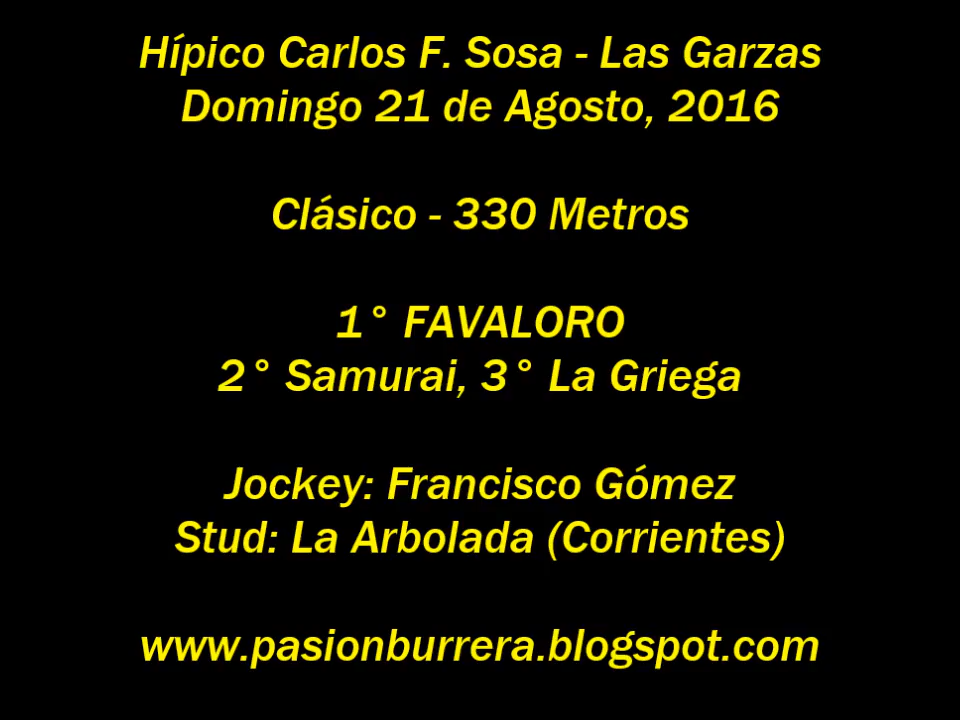 Hípico Carlos F. Sosa - Las Garzas
Domingo 21 de Agosto, 2016
Clásico - 330 Metros
1° FAVALORO
2° Samurai, 3° La Griega
Jockey: Francisco Gómez
Stud: La Arbolada (Corrientes)
www.pasionburrera.blogspot.com